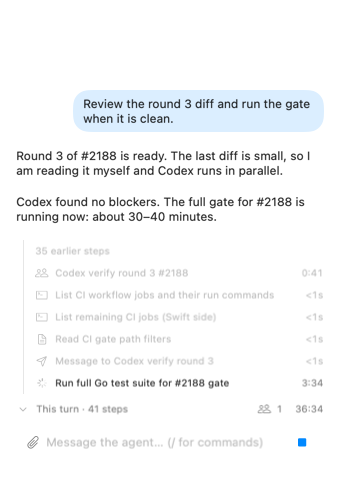 Review the round 3 diff and run the gate
when it is clean.
Round 3 of #2188 is ready. The last diff is small, so I
am reading it myself and Codex runs in parallel.
Codex found no blockers. The full gate for #2188 is
running now: about 30–40 minutes.
35 earlier steps
Codex verify round 3 #2188 0:41
List CI workflow jobs and their run commands <1s
List remaining CI jobs (Swift side) <1s
Read CI gate path filters <1s
Message to Codex verify round 3 <1s
Run full Go test suite for #2188 gate 3:34
This turn · 41 steps 1 36:34
Message the agent... (/ for commands)